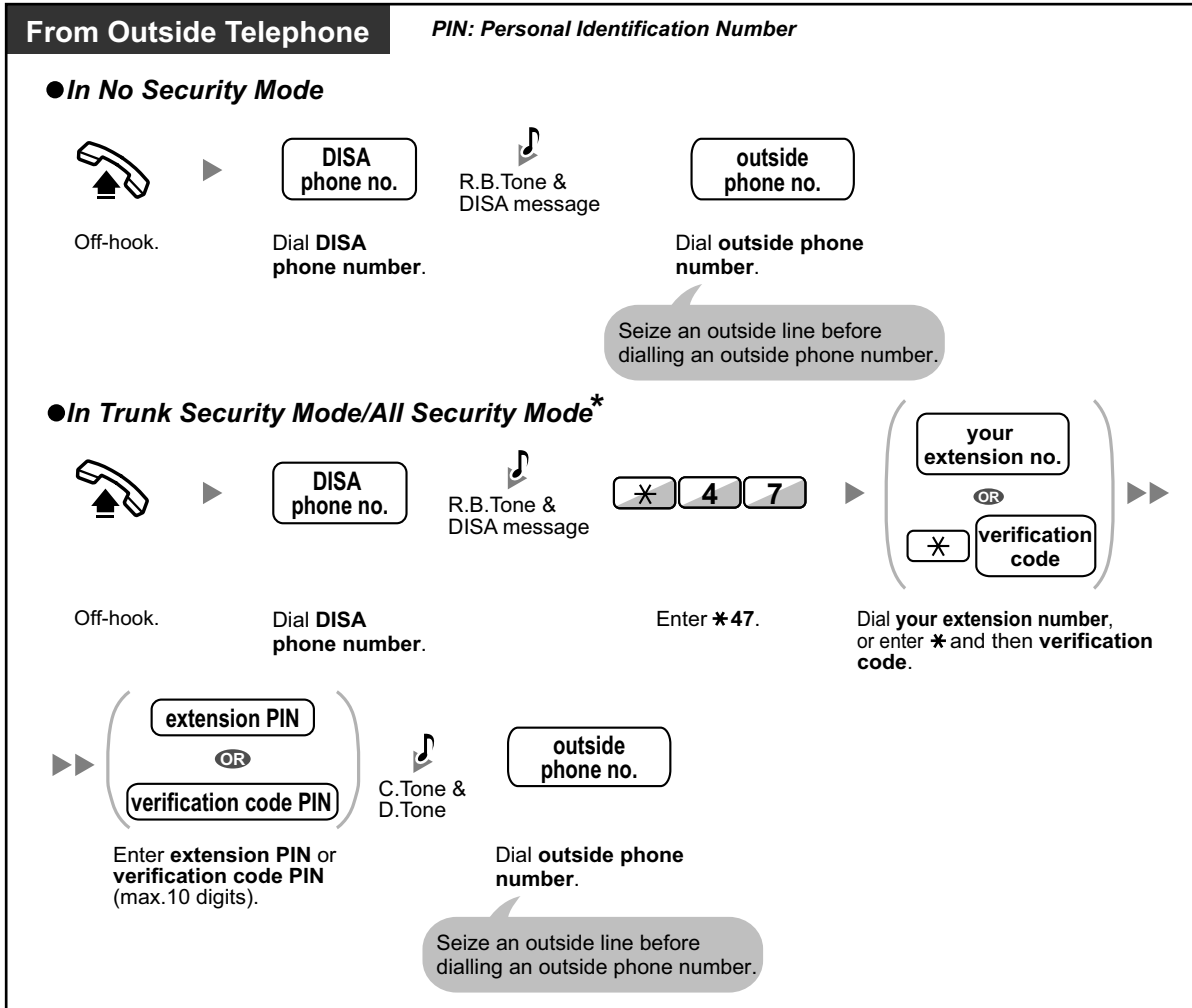 From Outside Telephone
PIN: Personal Identification Number
●In No Security Mode
DISA
phone no.
R.B.Tone &
DISA message
outside
phone no.
Off-hook.
Dial DISA
phone number.
Dial outside phone
number.
Seize an outside line before
dialling an outside phone number.
●In Trunk Security Mode/All Security Mode*
DISA
phone no.
R.B.Tone &
DISA message
* 4 7
your
extension no.
OR
* verification
code
Off-hook.
Dial DISA
phone number.
Enter *47.
Dial your extension number,
or enter * and then verification
code.
extension PIN
OR
verification code PIN
C.Tone &
D.Tone
outside
phone no.
Enter extension PIN or
verification code PIN
(max.10 digits).
Dial outside phone
number.
Seize an outside line before
dialling an outside phone number.